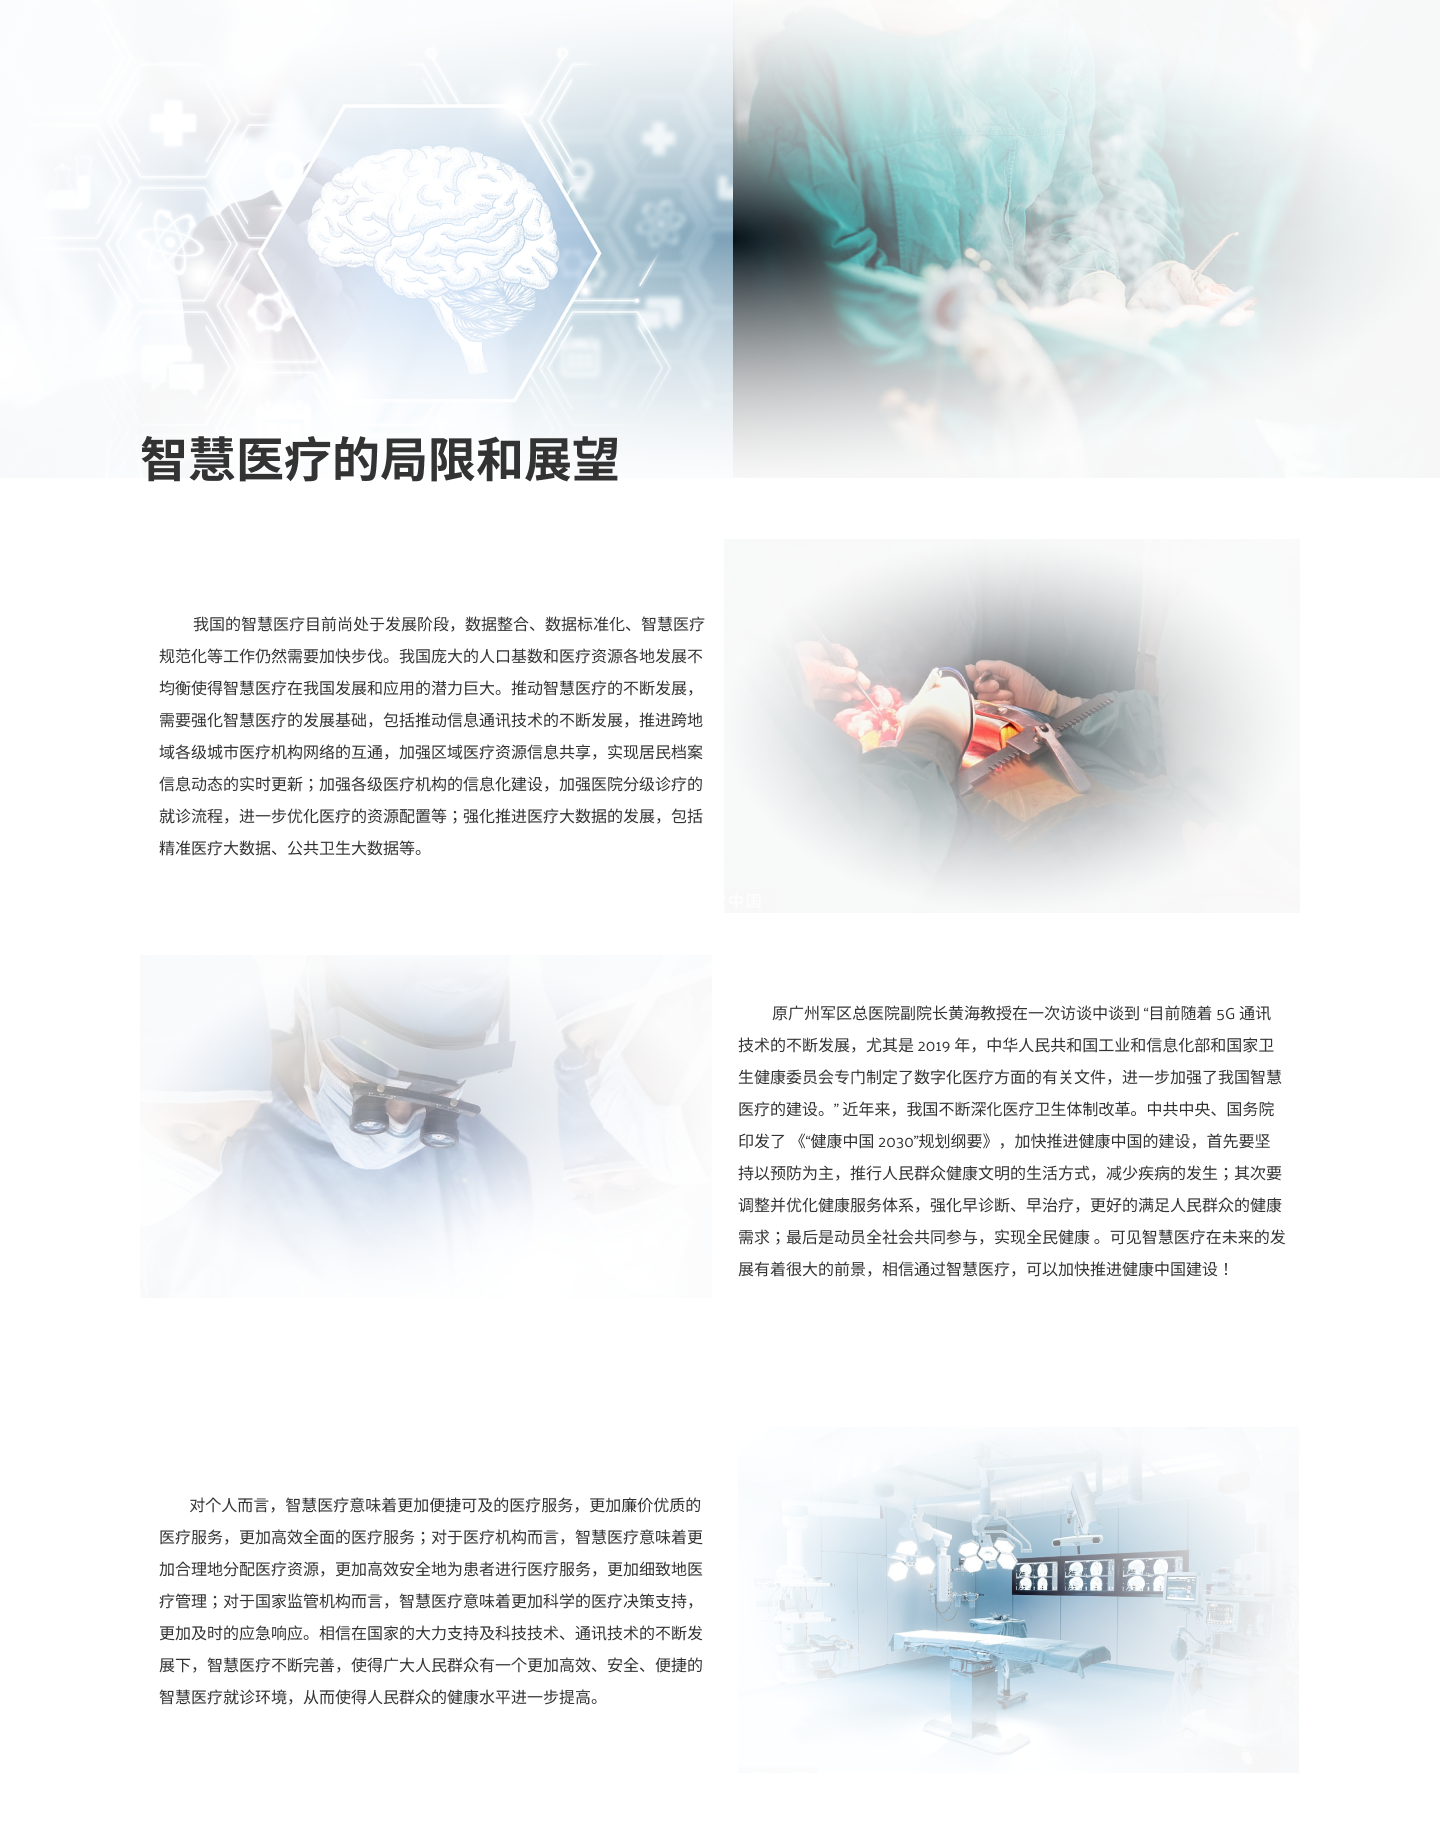 智慧医疗的局限和展望
我国的智慧医疗目前尚处于发展阶段，数据整合、数据标准化、智慧医疗
规范化等工作仍然需要加快步伐。我国庞大的人口基数和医疗资源各地发展不
均衡使得智慧医疗在我国发展和应用的潜力巨大。推动智慧医疗的不断发展，
需要强化智慧医疗的发展基础，包括推动信息通讯技术的不断发展，推进跨地
域各级城市医疗机构网络的互通，加强区域医疗资源信息共享，实现居民档案
信息动态的实时更新；加强各级医疗机构的信息化建设，加强医院分级诊疗的
就诊流程，进一步优化医疗的资源配置等；强化推进医疗大数据的发展，包括
精准医疗大数据、公共卫生大数据等。
中国
原广州军区总医院副院长黄海教授在一次访谈中谈到 “目前随着 5G 通讯
技术的不断发展，尤其是 2019 年，中华人民共和国工业和信息化部和国家卫
生健康委员会专门制定了数字化医疗方面的有关文件，进一步加强了我国智慧
医疗的建设。” 近年来，我国不断深化医疗卫生体制改革。中共中央、国务院
印发了 《“健康中国 2030”规划纲要》，加快推进健康中国的建设，首先要坚
持以预防为主，推行人民群众健康文明的生活方式，减少疾病的发生；其次要
调整并优化健康服务体系，强化早诊断、早治疗，更好的满足人民群众的健康
需求；最后是动员全社会共同参与，实现全民健康 。可见智慧医疗在未来的发
展有着很大的前景，相信通过智慧医疗，可以加快推进健康中国建设！
对个人而言，智慧医疗意味着更加便捷可及的医疗服务，更加廉价优质的
医疗服务，更加高效全面的医疗服务；对于医疗机构而言，智慧医疗意味着更
加合理地分配医疗资源，更加高效安全地为患者进行医疗服务，更加细致地医
疗管理；对于国家监管机构而言，智慧医疗意味着更加科学的医疗决策支持，
更加及时的应急响应。相信在国家的大力支持及科技技术、通讯技术的不断发
展下，智慧医疗不断完善，使得广大人民群众有一个更加高效、安全、便捷的
智慧医疗就诊环境，从而使得人民群众的健康水平进一步提高。